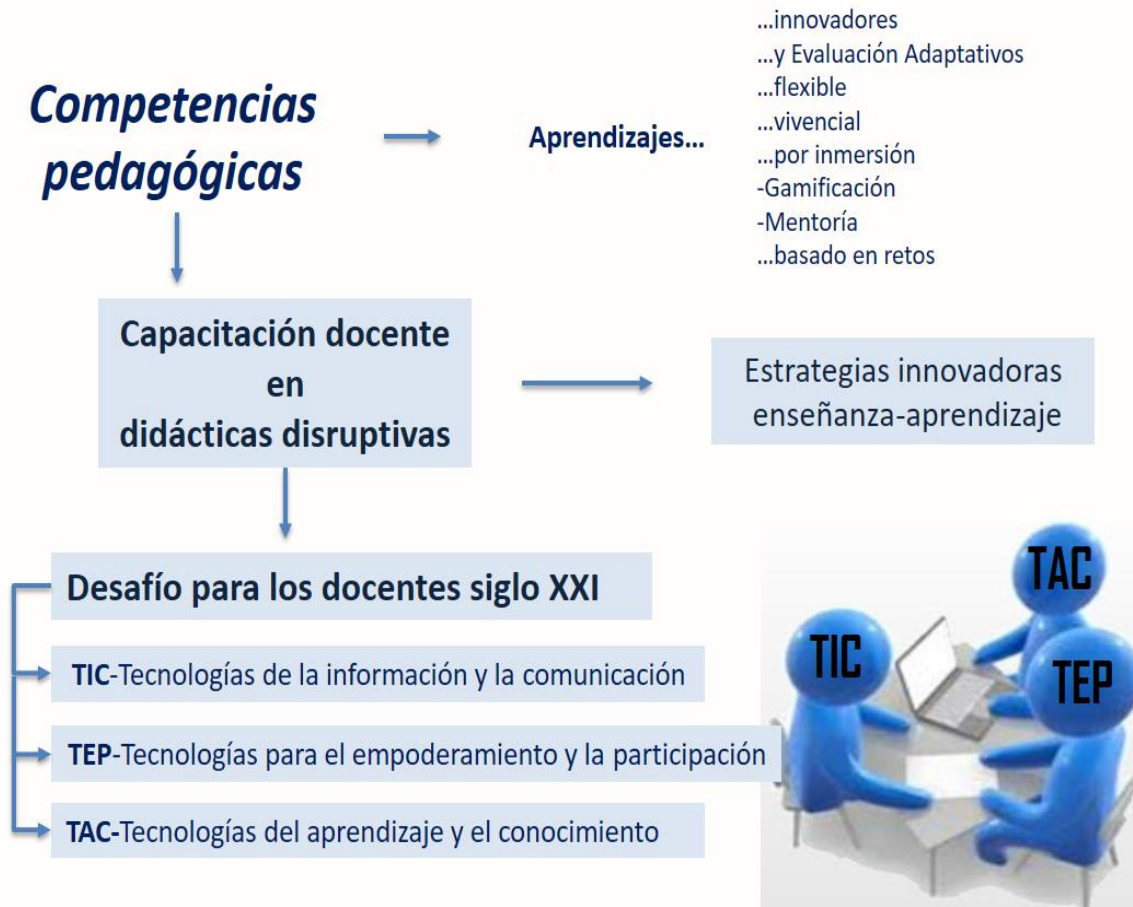 Competencias
pedagógicas
Aprendizajes...
...innovadores
...y Evaluación Adaptativos
...flexible
...vivencial
...por inmersión
-Gamificación
-Mentoría
...basado en retos
Capacitación docente
en
didácticas disruptivas
Estrategias innovadoras
enseñanza-aprendizaje
Desafío para los docentes siglo XXI
TIC-Tecnologías de la información y la comunicación
TEP-Tecnologías para el empoderamiento y la participación
TAC-Tecnologías del aprendizaje y el conocimiento
TAC
TIC
TEP